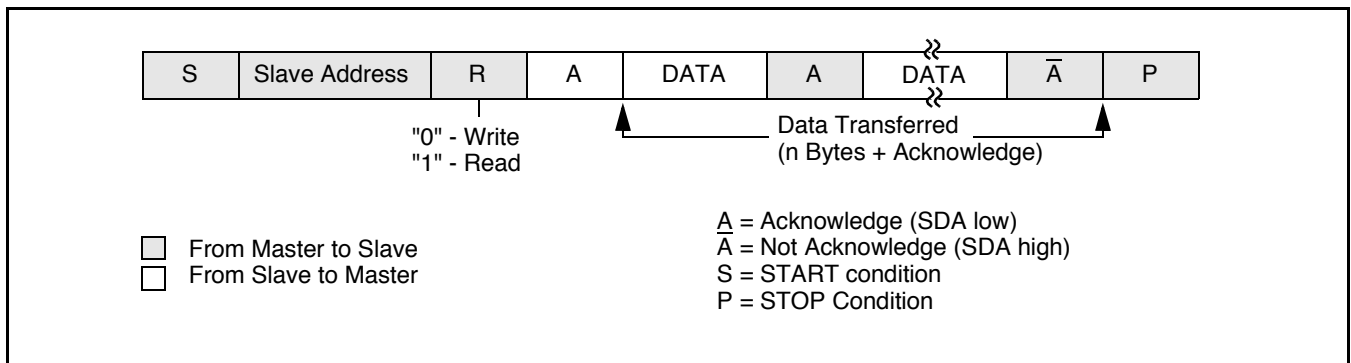 S Slave Address R A DATA A DATA A̅ P
"0" - Write
"1" - Read
Data Transferred
(n Bytes + Acknowledge)
From Master to Slave
From Slave to Master
A = Acknowledge (SDA low)
A̅ = Not Acknowledge (SDA high)
S = START condition
P = STOP Condition